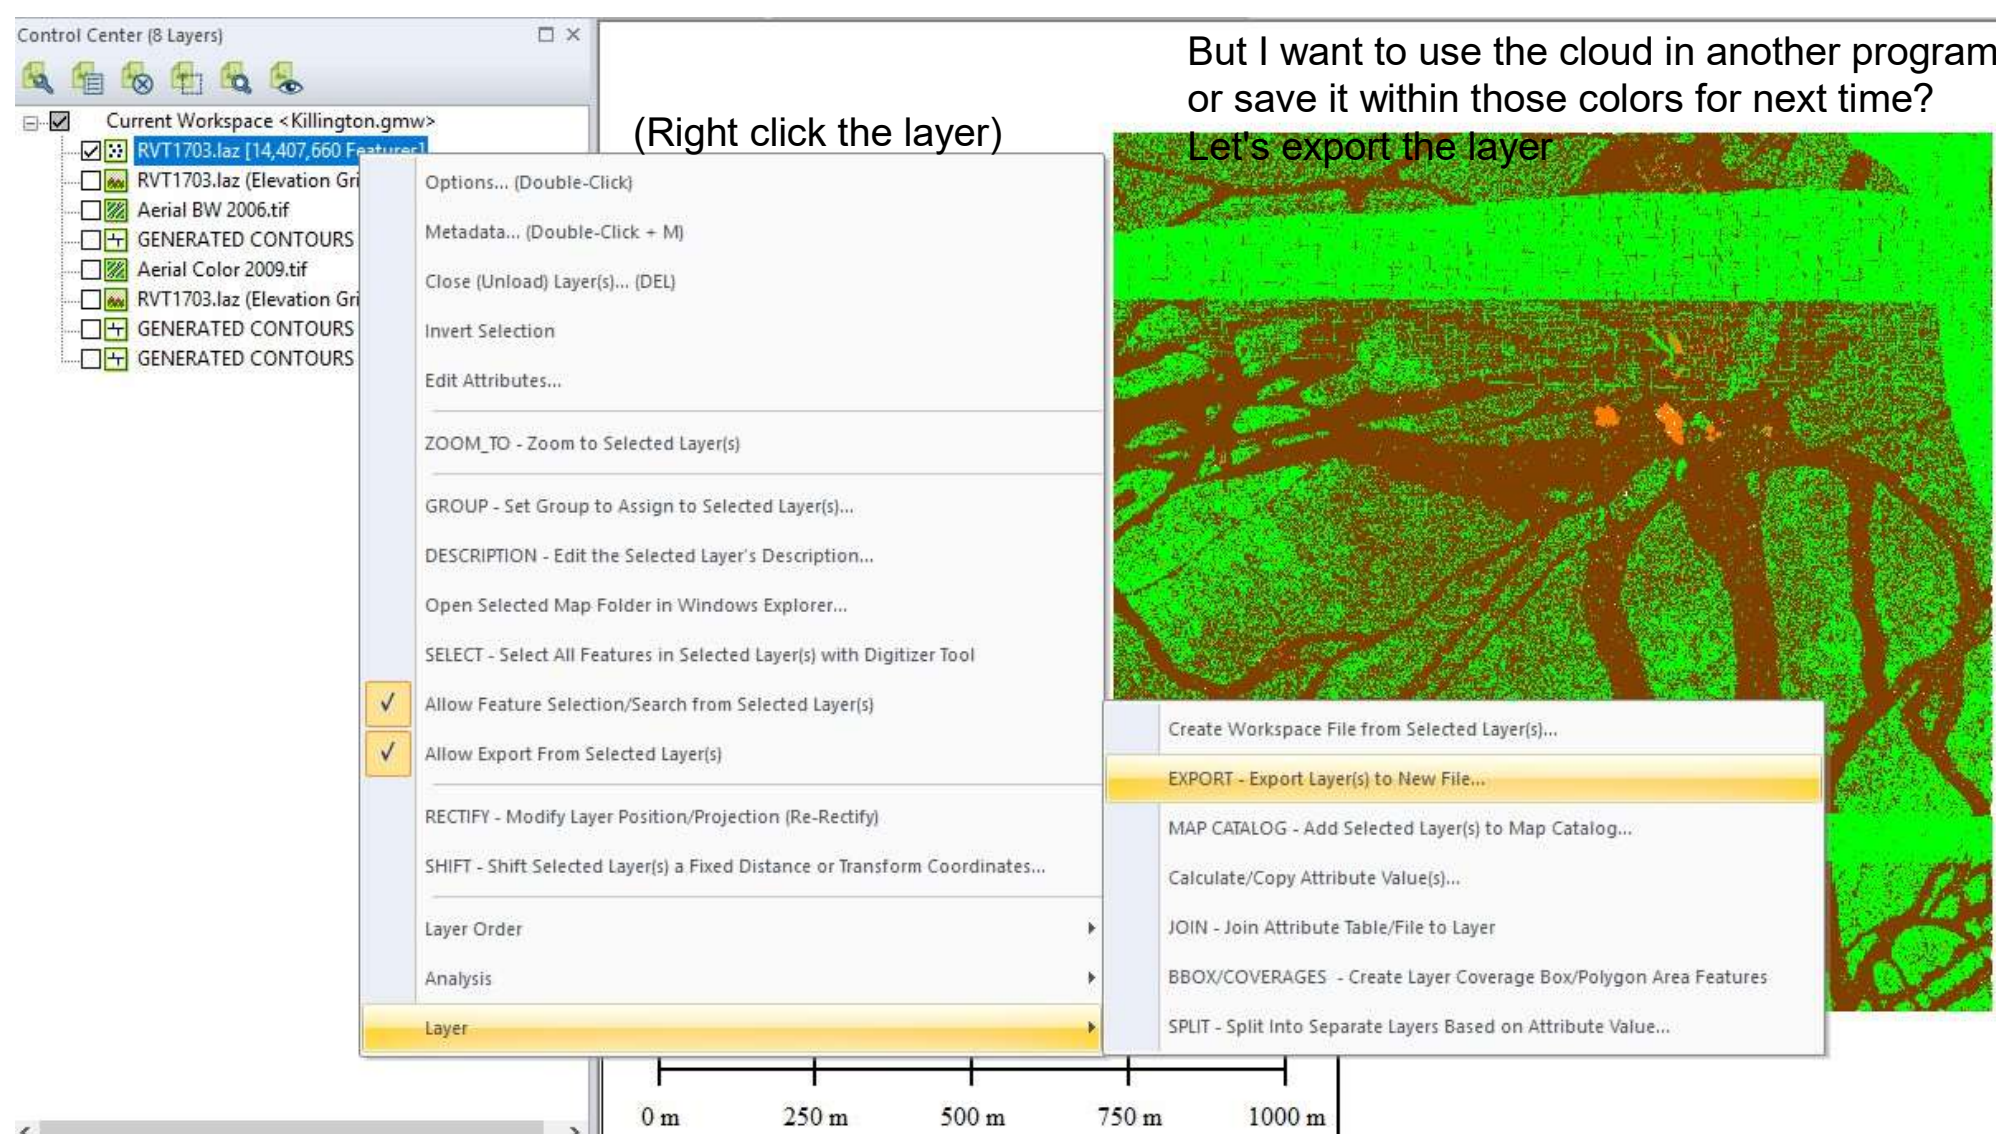 Control Center (8 Layers)
But I want to use the cloud in another program
or save it within those colors for next time?
Let's export the layer
(Right click the layer)
Current Workspace <Killington.gmw>
RVT1703.laz [14,407,660 Features]
RVT1703.laz (Elevation Gri
Aerial BW 2006.tif
GENERATED CONTOURS
Aerial Color 2009.tif
RVT1703.laz (Elevation Gri
GENERATED CONTOURS
GENERATED CONTOURS
Options... (Double-Click)
Metadata... (Double-Click + M)
Close (Unload) Layer(s)... (DEL)
Invert Selection
Edit Attributes...
ZOOM_TO - Zoom to Selected Layer(s)
GROUP - Set Group to Assign to Selected Layer(s)...
DESCRIPTION - Edit the Selected Layer's Description...
Open Selected Map Folder in Windows Explorer...
SELECT - Select All Features in Selected Layer(s) with Digitizer Tool
Allow Feature Selection/Search from Selected Layer(s)
Allow Export From Selected Layer(s)
RECTIFY - Modify Layer Position/Projection (Re-Rectify)
SHIFT - Shift Selected Layer(s) a Fixed Distance or Transform Coordinates...
Layer Order
Analysis
Layer
Create Workspace File from Selected Layer(s)...
EXPORT - Export Layer(s) to New File...
MAP CATALOG - Add Selected Layer(s) to Map Catalog...
Calculate/Copy Attribute Value(s)...
JOIN - Join Attribute Table/File to Layer
BBOX/COVERAGES - Create Layer Coverage Box/Polygon Area Features
SPLIT - Split Into Separate Layers Based on Attribute Value...
0 m 250 m 500 m 750 m 1000 m